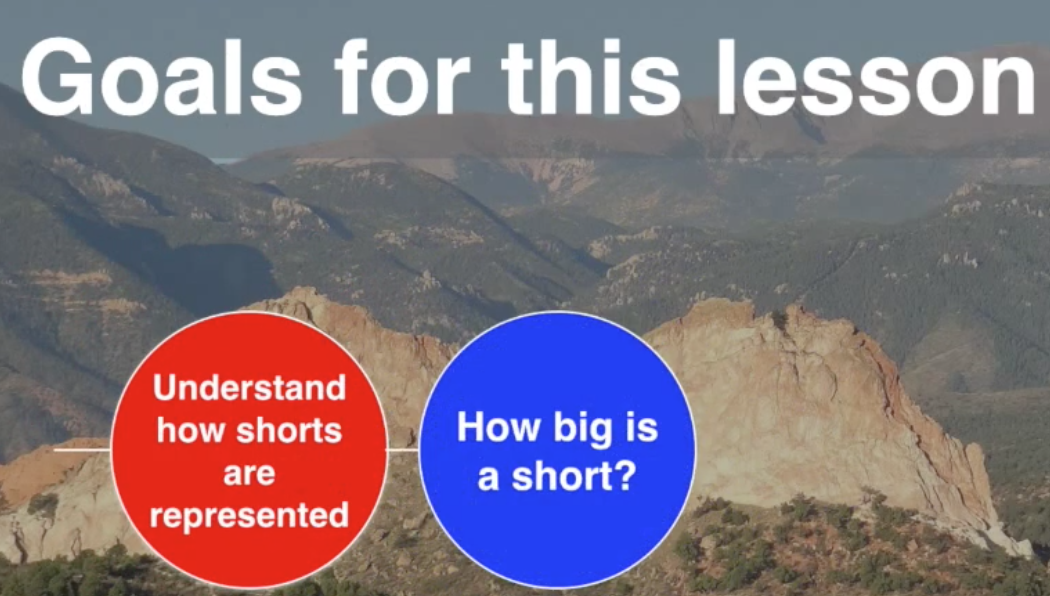 Goals for this lesson
Understand
how shorts
are
represented
How big is
a short?